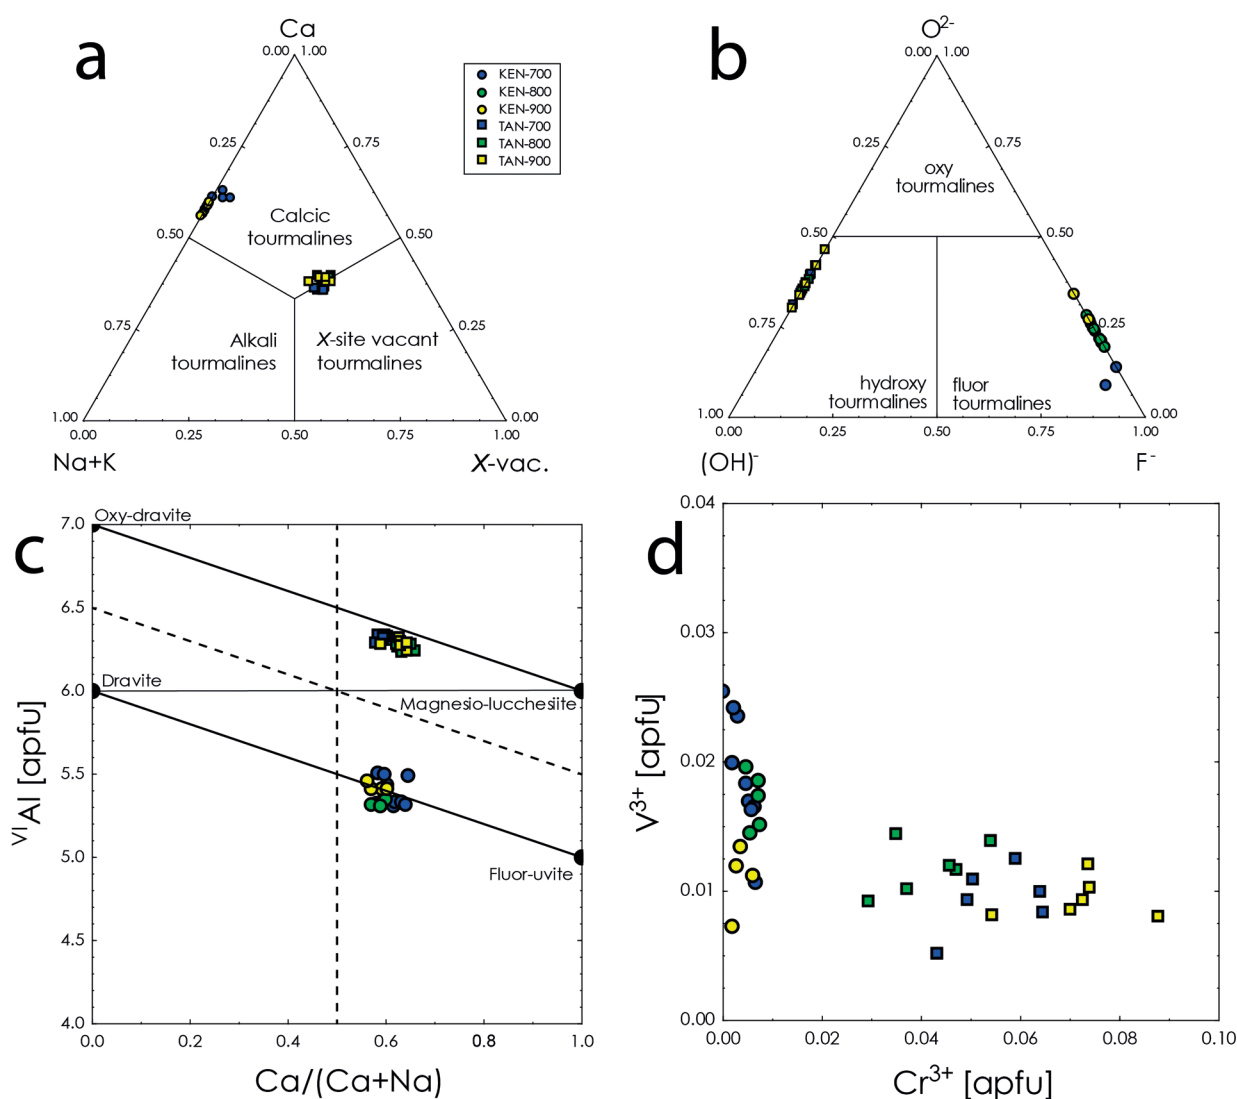 a
Ca
0.00 1.00
KEN-700
KEN-800
KEN-900
TAN-700
TAN-800
TAN-900
0.25
0.75
Calcic
tourmalines
0.50
0.50
Alkali
tourmalines
X-site vacant
tourmalines
0.75
0.25
1.00
0.00
0.00 0.25 0.50 0.75 1.00
Na+K
X-vac.
b
O2-
0.00 1.00
0.25
0.75
oxy
tourmalines
0.50
0.50
0.75
0.25
hydroxy
tourmalines
fluor
tourmalines
1.00
0.00
0.00 0.25 0.50 0.75 1.00
(OH)-
F-
c
7.0
Oxy-dravite
6.5
6.0
Dravite
Magnesio-lucchesite
5.5
5.0
Fluor-uvite
4.5
4.0
VIAl [apfu]
0.0 0.2 0.4 0.6 0.8 1.0
Ca/(Ca+Na)
d
0.04
0.03
0.02
0.01
0.00
V3+ [apfu]
0.00 0.02 0.04 0.06 0.08 0.10
Cr3+ [apfu]